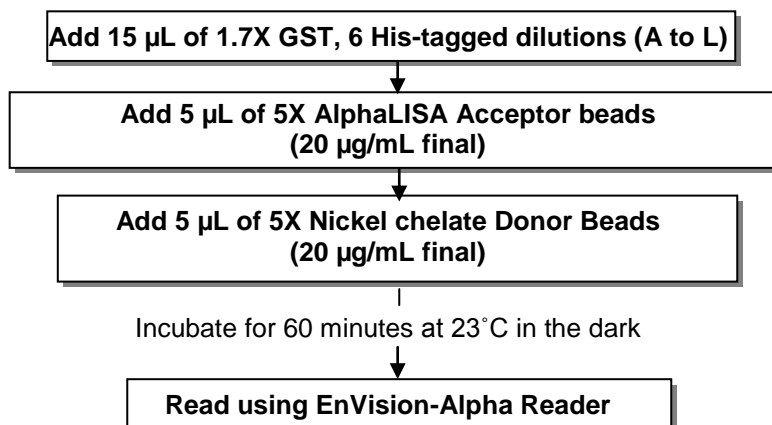 Add 15 µL of 1.7X GST, 6 His-tagged dilutions (A to L)
Add 5 µL of 5X AlphaLISA Acceptor beads
(20 µg/mL final)
Add 5 µL of 5X Nickel chelate Donor Beads
(20 µg/mL final)
Incubate for 60 minutes at 23˚C in the dark
Read using EnVision-Alpha Reader